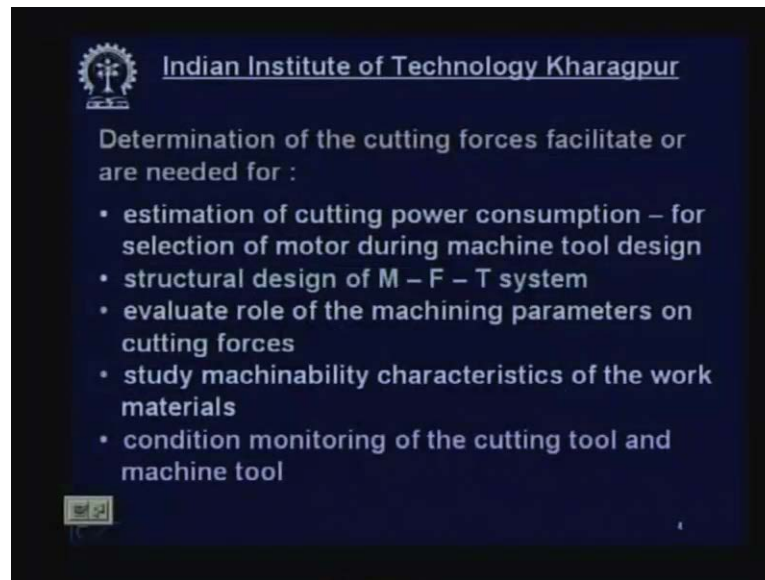 Indian Institute of Technology Kharagpur
Determination of the cutting forces facilitate or
are needed for :
• estimation of cutting power consumption – for
selection of motor during machine tool design
• structural design of M – F – T system
• evaluate role of the machining parameters on
cutting forces
• study machinability characteristics of the work
materials
• condition monitoring of the cutting tool and
machine tool